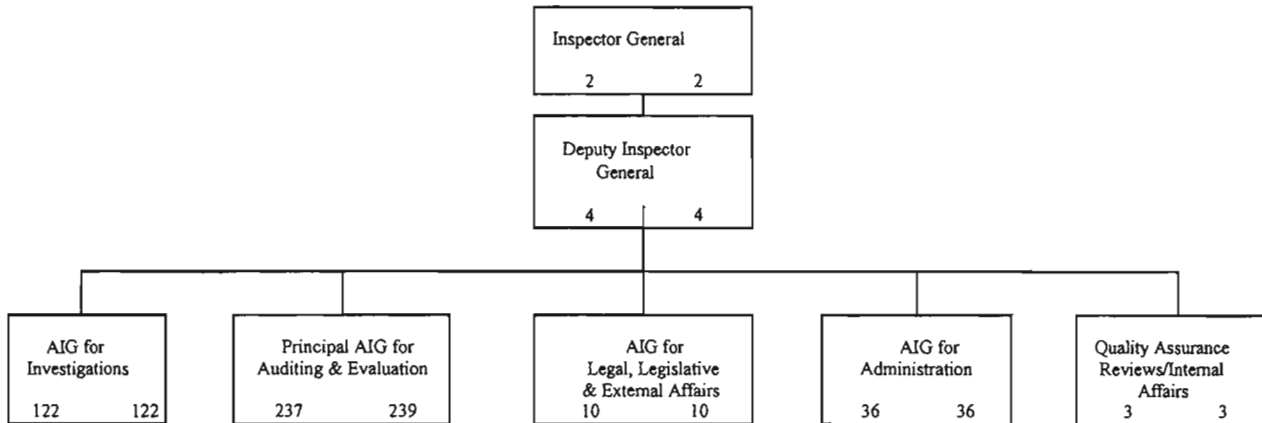 Inspector General
2 2
Deputy Inspector
General
4 4
AIG for
Investigations
122 122
Principal AIG for
Auditing & Evaluation
237 239
AIG for
Legal, Legislative
& External Affairs
10 10
AIG for
Administration
36 36
Quality Assurance
Reviews/Internal
Affairs
3 3